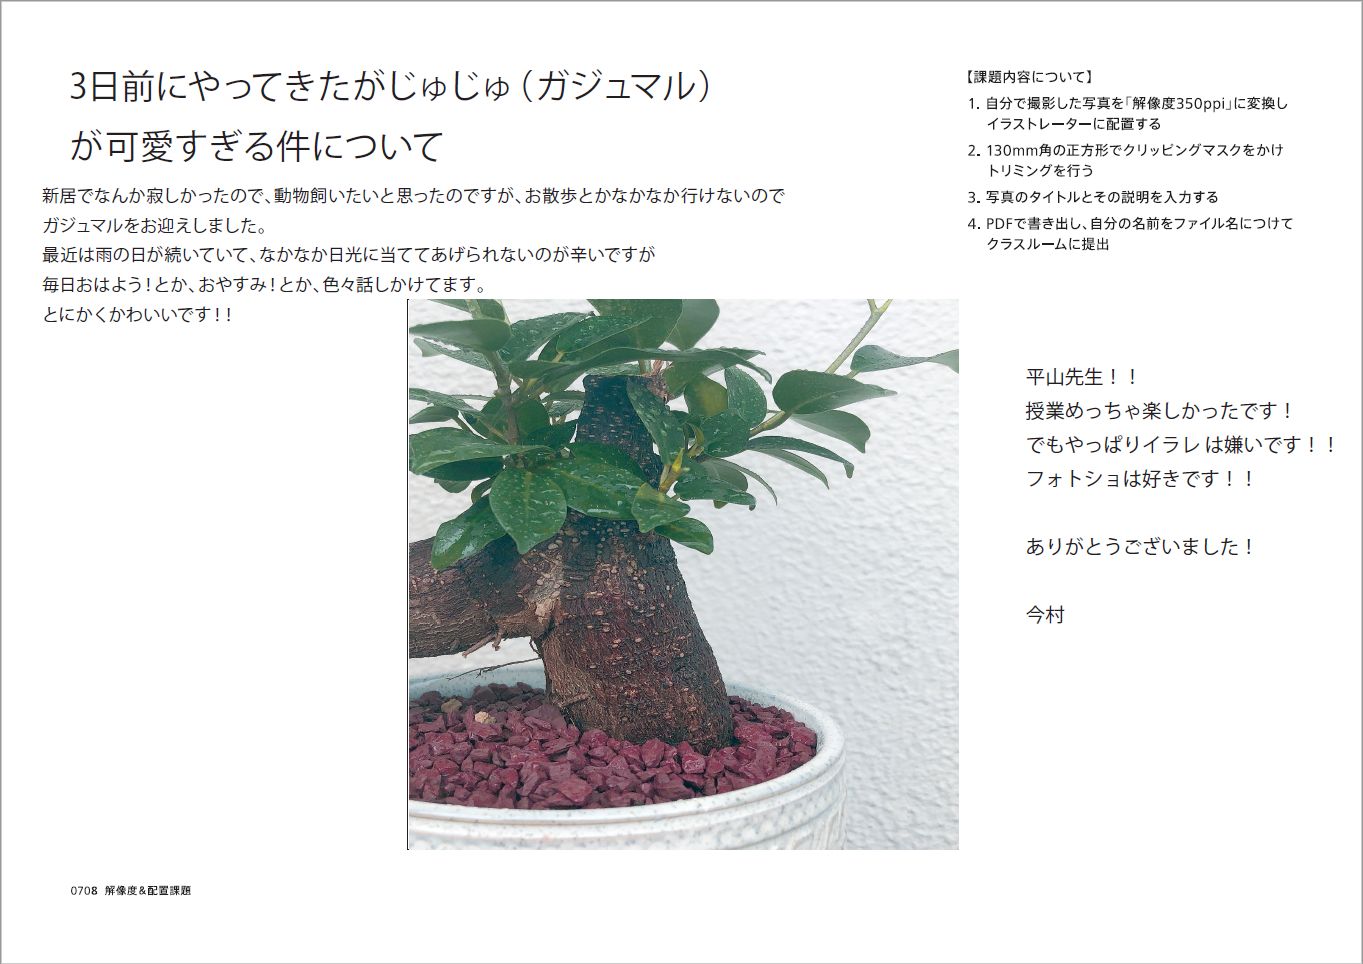 3日前にやってきたがじゅじゅ（ガジュマル）
が可愛すぎる件について
新居でなんか寂しかったので、動物飼いたいと思ったのですが、お散歩とかなかなか行けないので
ガジュマルをお迎えしました。
最近は雨の日が続いていて、なかなか日光に当ててあげられないのが辛いですが
毎日おはよう！とか、おやすみ！とか、色々話しかけてます。
とにかくかわいいです！！
【課題内容について】
1. 自分で撮影した写真を「解像度350ppi」に変換し
イラストレーターに配置する
2. 130mm角の正方形でクリッピングマスクをかけ
トリミングを行う
3. 写真のタイトルとその説明を入力する
4. PDFで書き出し、自分の名前をファイル名につけて
クラスルームに提出
平山先生！！
授業めっちゃ楽しかったです！
でもやっぱりイラレは嫌いです！！
フォトショは好きです！！
ありがとうございました！
今村
0708 解像度&配置課題